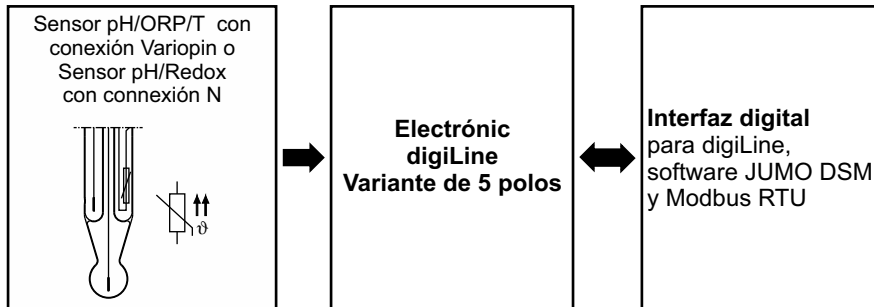 Sensor pH/ORP/T con
conexión Variopin o
Sensor pH/Redox
con connexión N
ϑ
Electrónic
digiLine
Variante de 5 polos
Interfaz digital
para digiLine,
software JUMO DSM
y Modbus RTU